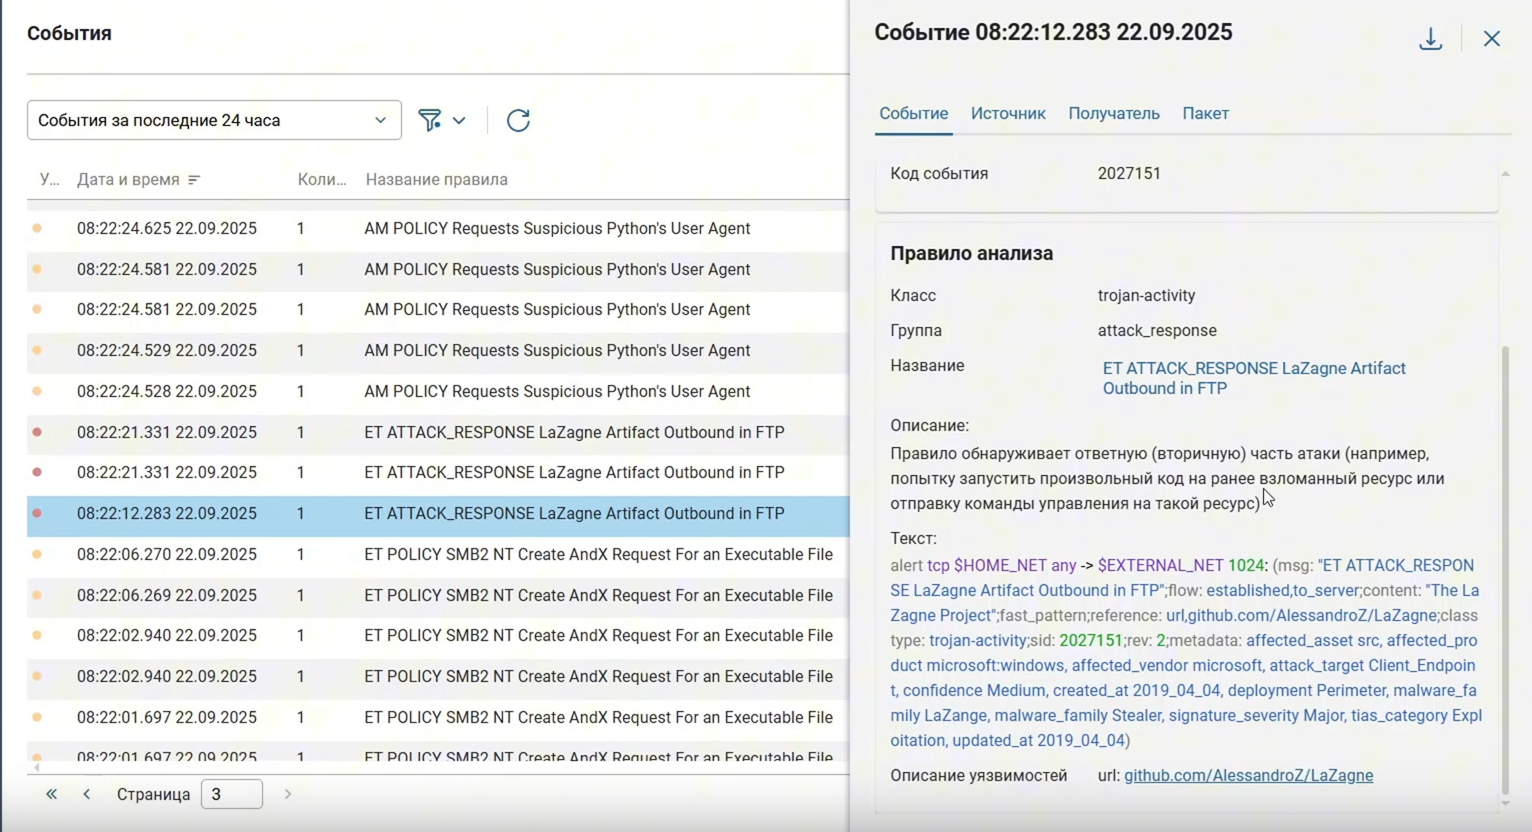 События
События за последние 24 часа
У... Дата и время Коли... Название правила
08:22:24.625 22.09.2025 1 AM POLICY Requests Suspicious Python's User Agent
08:22:24.581 22.09.2025 1 AM POLICY Requests Suspicious Python's User Agent
08:22:24.581 22.09.2025 1 AM POLICY Requests Suspicious Python's User Agent
08:22:24.529 22.09.2025 1 AM POLICY Requests Suspicious Python's User Agent
08:22:24.528 22.09.2025 1 AM POLICY Requests Suspicious Python's User Agent
08:22:21.331 22.09.2025 1 ET ATTACK_RESPONSE LaZagne Artifact Outbound in FTP
08:22:21.331 22.09.2025 1 ET ATTACK_RESPONSE LaZagne Artifact Outbound in FTP
08:22:12.283 22.09.2025 1 ET ATTACK_RESPONSE LaZagne Artifact Outbound in FTP
08:22:06.270 22.09.2025 1 ET POLICY SMB2 NT Create AndX Request For an Executable File
08:22:06.269 22.09.2025 1 ET POLICY SMB2 NT Create AndX Request For an Executable File
08:22:02.940 22.09.2025 1 ET POLICY SMB2 NT Create AndX Request For an Executable File
08:22:02.940 22.09.2025 1 ET POLICY SMB2 NT Create AndX Request For an Executable File
08:22:01.697 22.09.2025 1 ET POLICY SMB2 NT Create AndX Request For an Executable File
08:22:01.697 22.09.2025 1 ET POLICY SMB2 NT Create AndX Request For an Executable File
Страница 3
Событие 08:22:12.283 22.09.2025
Событие Источник Получатель Пакет
Код события 2027151
Правило анализа
Класс trojan-activity
Группа attack_response
Название ET ATTACK_RESPONSE LaZagne Artifact
Outbound in FTP
Описание:
Правило обнаруживает ответную (вторичную) часть атаки (например,
попытку запустить произвольный код на ранее взломанный ресурс или
отправку команды управления на такой ресурс)
Текст:
alert tcp $HOME_NET any -> $EXTERNAL_NET 1024: (msg: "ET ATTACK_RESPON
SE LaZagne Artifact Outbound in FTP";flow: established,to_server;content: "The La
Zagne Project";fast_pattern;reference: url,github.com/AlessandroZ/LaZagne;class
type: trojan-activity;sid: 2027151;rev: 2;metadata: affected_asset src, affected_pro
duct microsoft:windows, affected_vendor microsoft, attack_target Client_Endpoin
t, confidence Medium, created_at 2019_04_04, deployment Perimeter, malware_fa
mily LaZange, malware_family Stealer, signature_severity Major, tias_category Expl
oitation, updated_at 2019_04_04)
Описание уязвимостей url: github.com/AlessandroZ/LaZagne